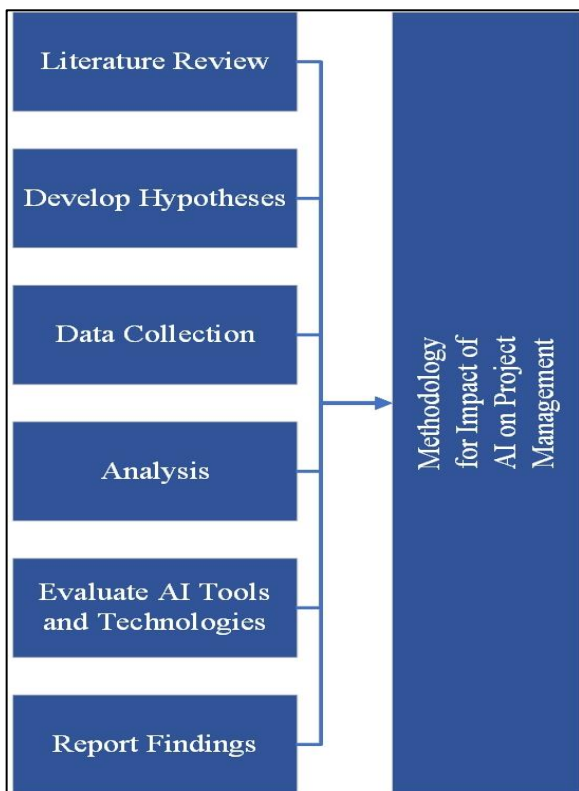 Literature Review
Develop Hypotheses
Data Collection
Analysis
Evaluate AI Tools
and Technologies
Report Findings
Methodology
for Impact of
AI on Project
Management